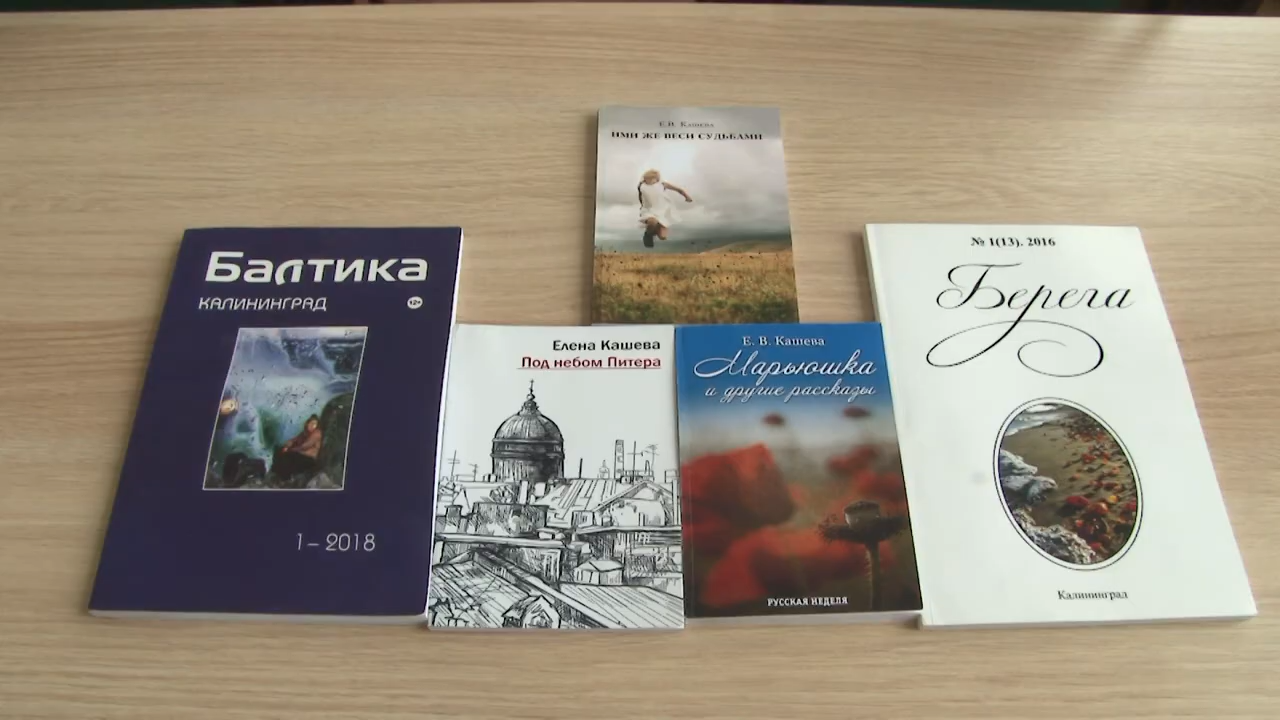 Е.В. Кашева
ИМИ ЖЕ ВЕСИ СУДЬБАМИ
Балтика
КАЛИНИНГРАД
12+
1–2018
Елена Кашева
Под небом Питера
Е. В. Кашева
Марьюшка
и другие рассказы
РУССКАЯ НЕДЕЛЯ
№ 1(13). 2016
Берега
Калининград